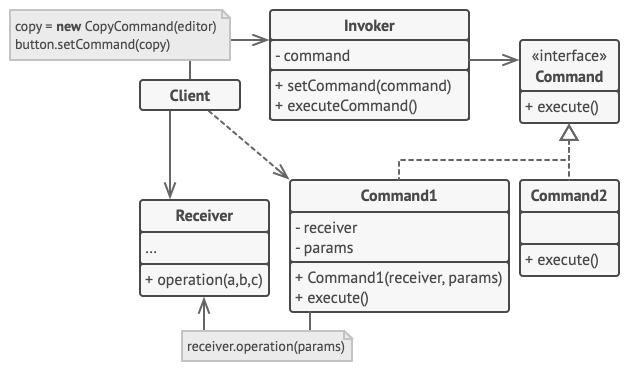 copy = new CopyCommand(editor)
button.setCommand(copy)
Invoker
- command
+ setCommand(command)
+ executeCommand()
«interface»
Command
+ execute()
Client
Receiver
...
+ operation(a,b,c)
Command1
- receiver
- params
+ Command1(receiver, params)
+ execute()
Command2
+ execute()
receiver.operation(params)